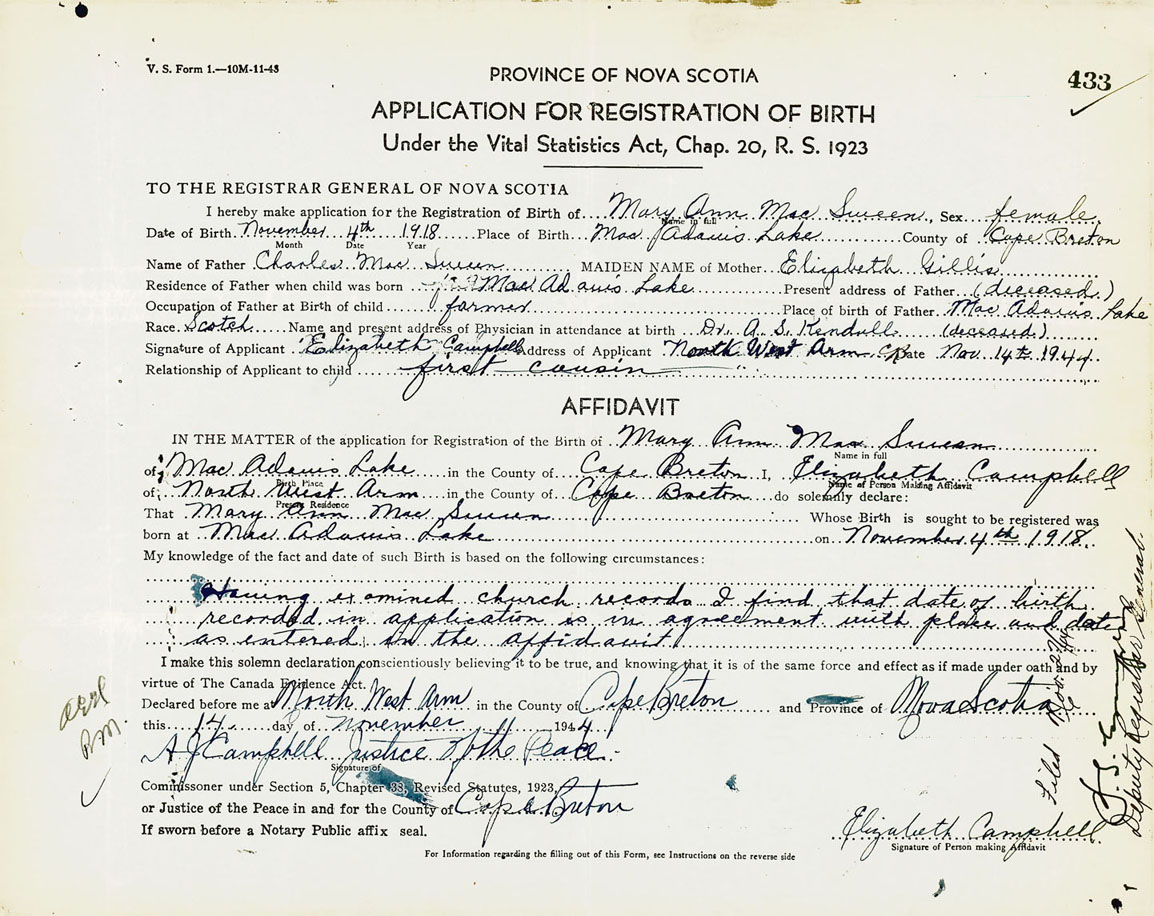 V. S. Form 1.—10M-11-43
PROVINCE OF NOVA SCOTIA
433
APPLICATION FOR REGISTRATION OF BIRTH
Under the Vital Statistics Act, Chap. 20, R. S. 1923
TO THE REGISTRAR GENERAL OF NOVA SCOTIA
I hereby make application for the Registration of Birth of Mary Ann Mac Sween, Sex female
Name in full
Date of Birth November 4th 1918 Place of Birth Mac Adam's Lake County of Cape Breton
Month Date Year
Name of Father Charles Mac Sween MAIDEN NAME of Mother Elizabeth Gillis
Residence of Father when child was born Mac Adam's Lake Present address of Father (deceased)
Occupation of Father at Birth of child farmer Place of birth of Father Mac Adam's Lake
Race Scotch Name and present address of Physician in attendance at birth Dr. A. S. Kendall (deceased)
Signature of Applicant Elizabeth Campbell Address of Applicant North West Arm, C.B. Date Nov. 14th 1944
Relationship of Applicant to child first cousin
AFFIDAVIT
IN THE MATTER of the application for Registration of the Birth of Mary Ann Mac Sween
Name in full
of Mac Adam's Lake in the County of Cape Breton I, Elizabeth Campbell
Birth Place Name of Person Making Affidavit
of North West Arm in the County of Cape Breton do solemnly declare:
Present Residence
That Mary Ann Mac Sween Whose Birth is sought to be registered was
born at Mac Adam's Lake on November 4th 1918.
My knowledge of the fact and date of such Birth is based on the following circumstances:
Having examined church records I find that date of birth
recorded in application is in agreement with place and date
as entered in the affidavit
I make this solemn declaration conscientiously believing it to be true, and knowing that it is of the same force and effect as if made under oath and by
virtue of The Canada Evidence Act.
Declared before me at North West Arm in the County of Cape Breton and Province of Nova Scotia
this 14 day of November 1944
A J Campbell Justice of the Peace
Signature of
Commissoner under Section 5, Chapter 38, Revised Statutes, 1923,
or Justice of the Peace in and for the County of Cape Breton
If sworn before a Notary Public affix seal.
Elizabeth Campbell
Signature of Person making Affidavit
For Information regarding the filling out of this Form, see Instructions on the reverse side
Filed
Deputy Registrar General.